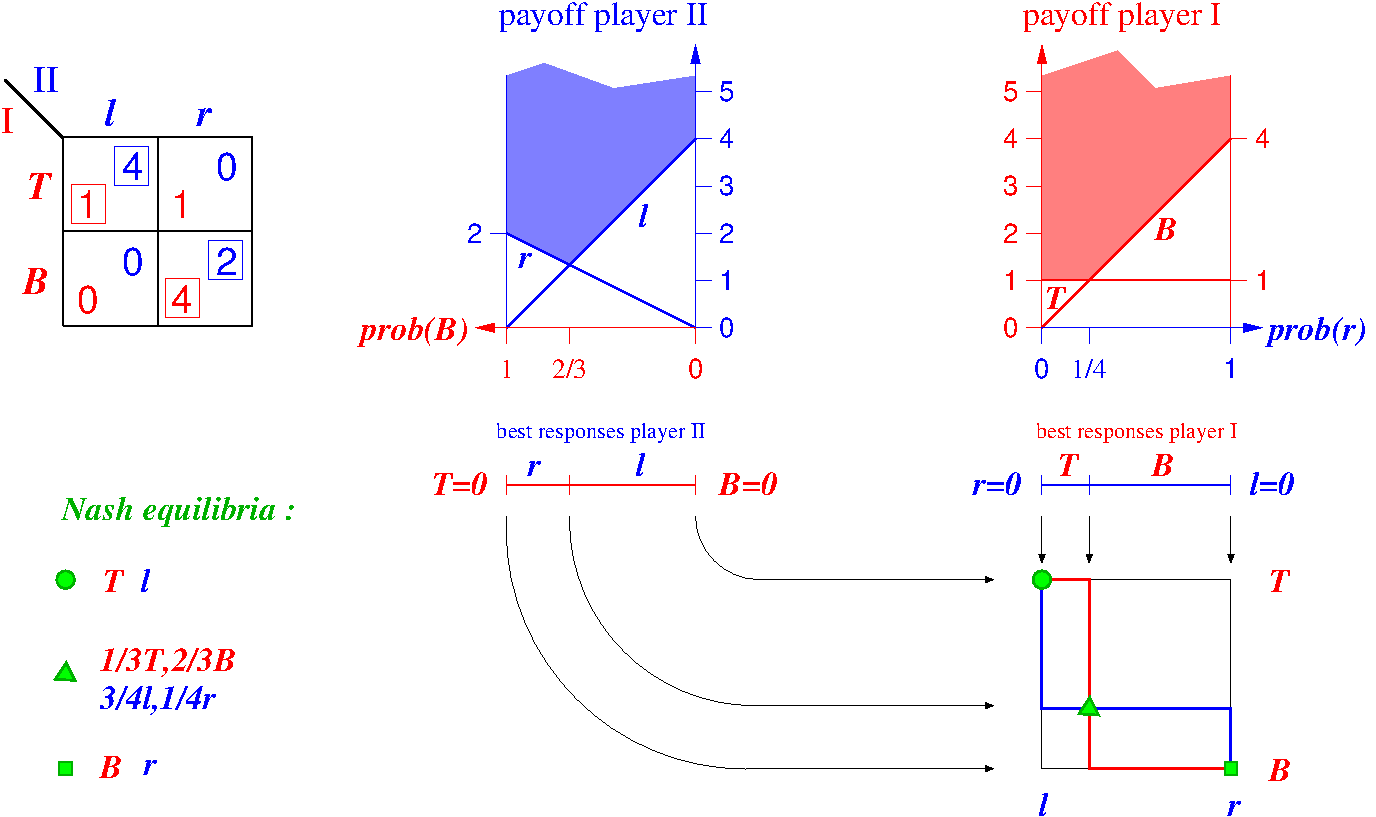 payoff player II
payoff player I
II
I
l r
T
4 0
1 1
B
0 2
0 4
5
4
3
2 2
1
0
l
r
prob(B)
1 2/3 0
5
4 4
3
2
1 1
0
B
T
prob(r)
0 1/4 1
best responses player II
r l
T=0 B=0
best responses player I
T B
r=0 l=0
Nash equilibria :
T l
1/3T,2/3B
3/4l,1/4r
B r
T
B
l r